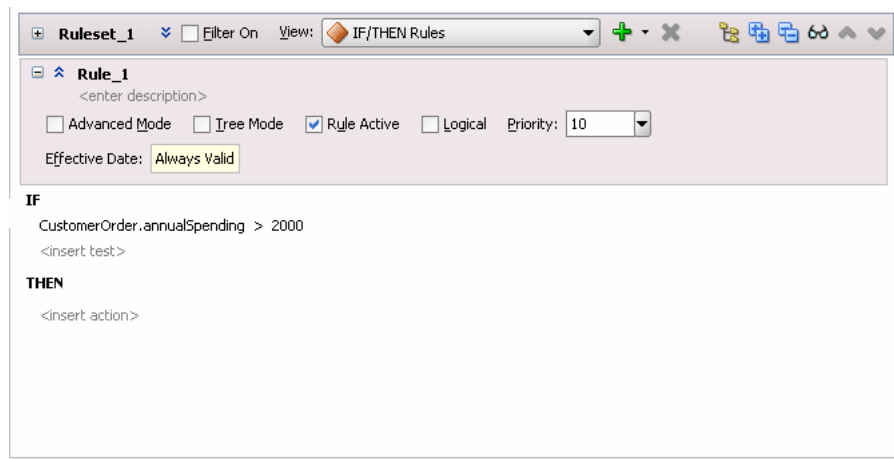 Ruleset_1 Filter On View: IF/THEN Rules
Rule_1
<enter description>
Advanced Mode Tree Mode Rule Active Logical Priority: 10
Effective Date: Always Valid
IF
CustomerOrder.annualSpending > 2000
<insert test>
THEN
<insert action>